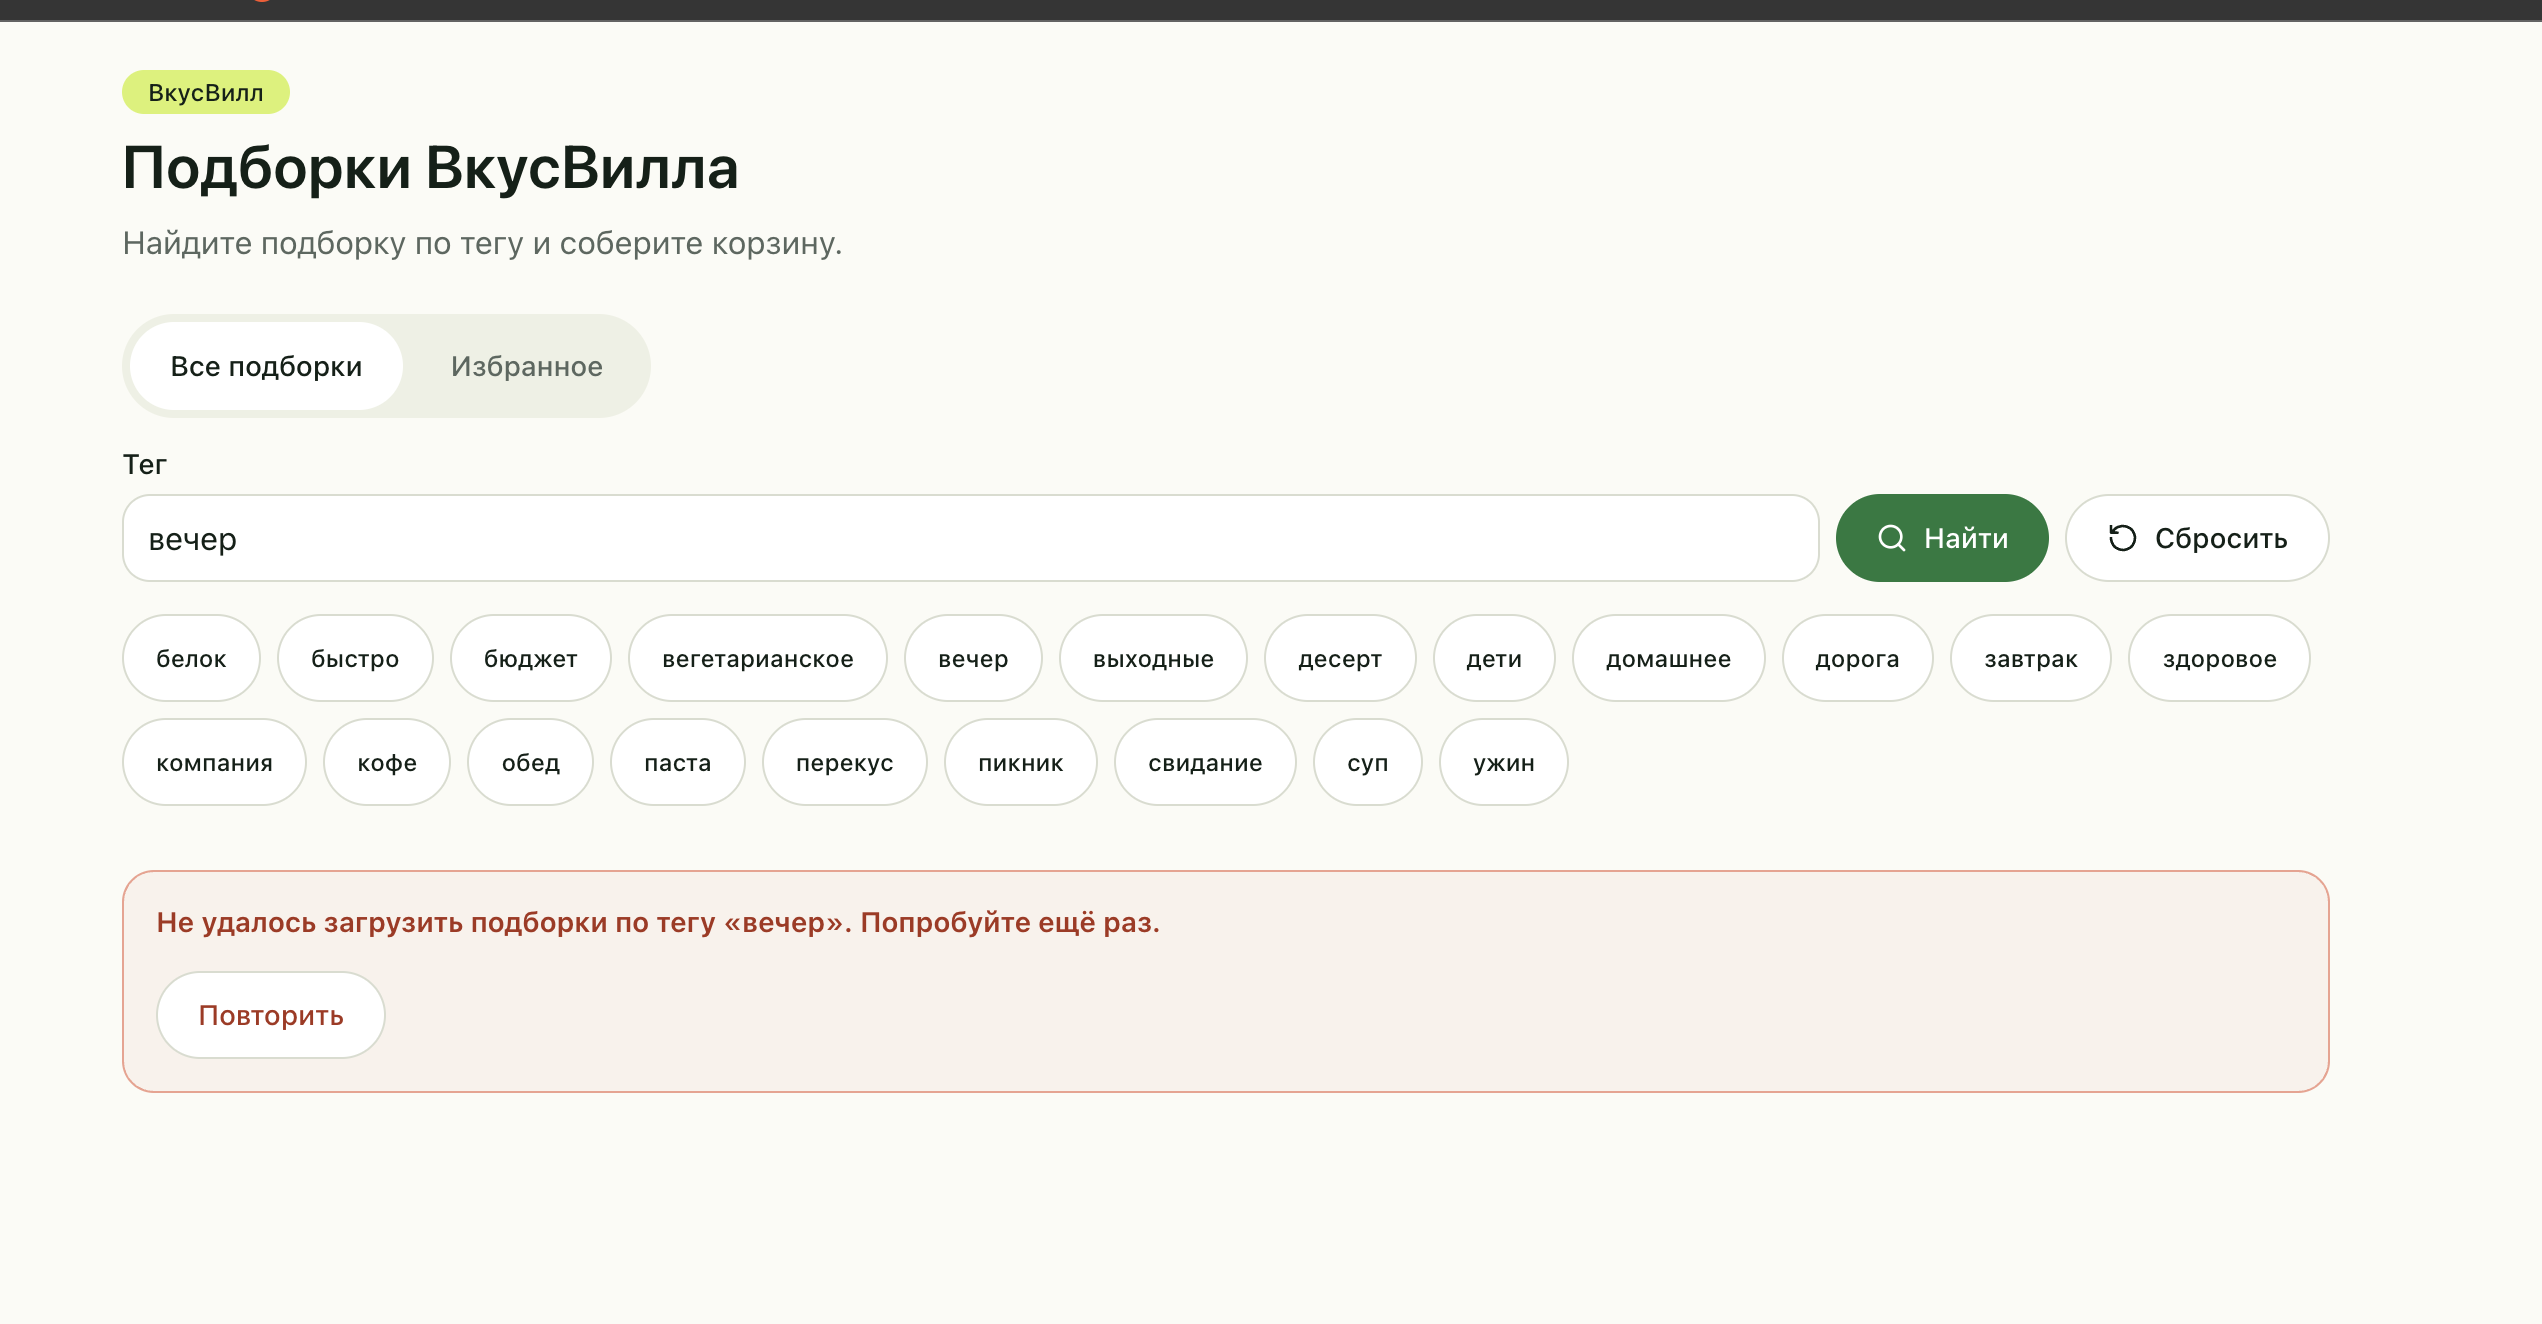 ВкусВилл
Подборки ВкусВилла
Найдите подборку по тегу и соберите корзину.
Все подборки Избранное
Тег
вечер Найти Сбросить
белок быстро бюджет вегетарианское вечер выходные десерт дети домашнее дорога завтрак здоровое
компания кофе обед паста перекус пикник свидание суп ужин
Не удалось загрузить подборки по тегу «вечер». Попробуйте ещё раз.
Повторить